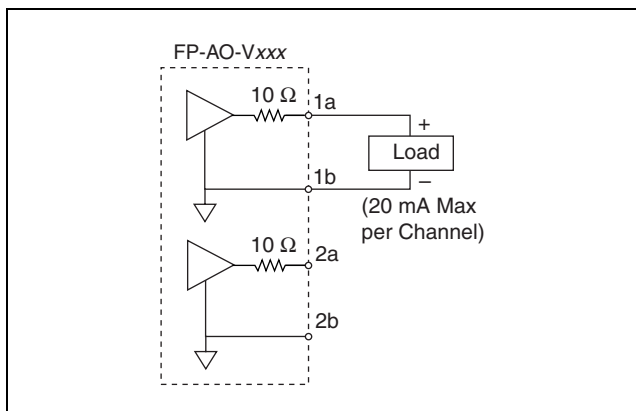 FP-AO-Vxxx
10 Ω
1a
+
Load
1b
–
(20 mA Max
per Channel)
10 Ω
2a
2b